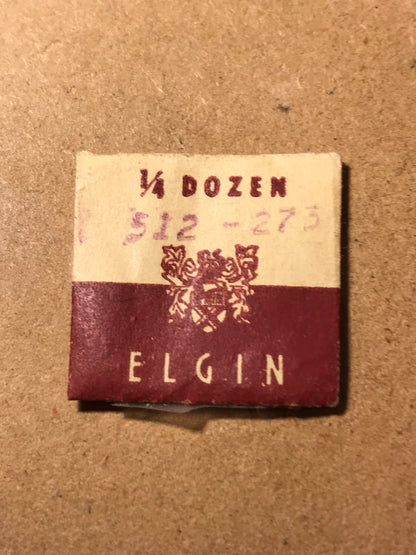 ¼ DOZEN
512 - 273
ELGIN